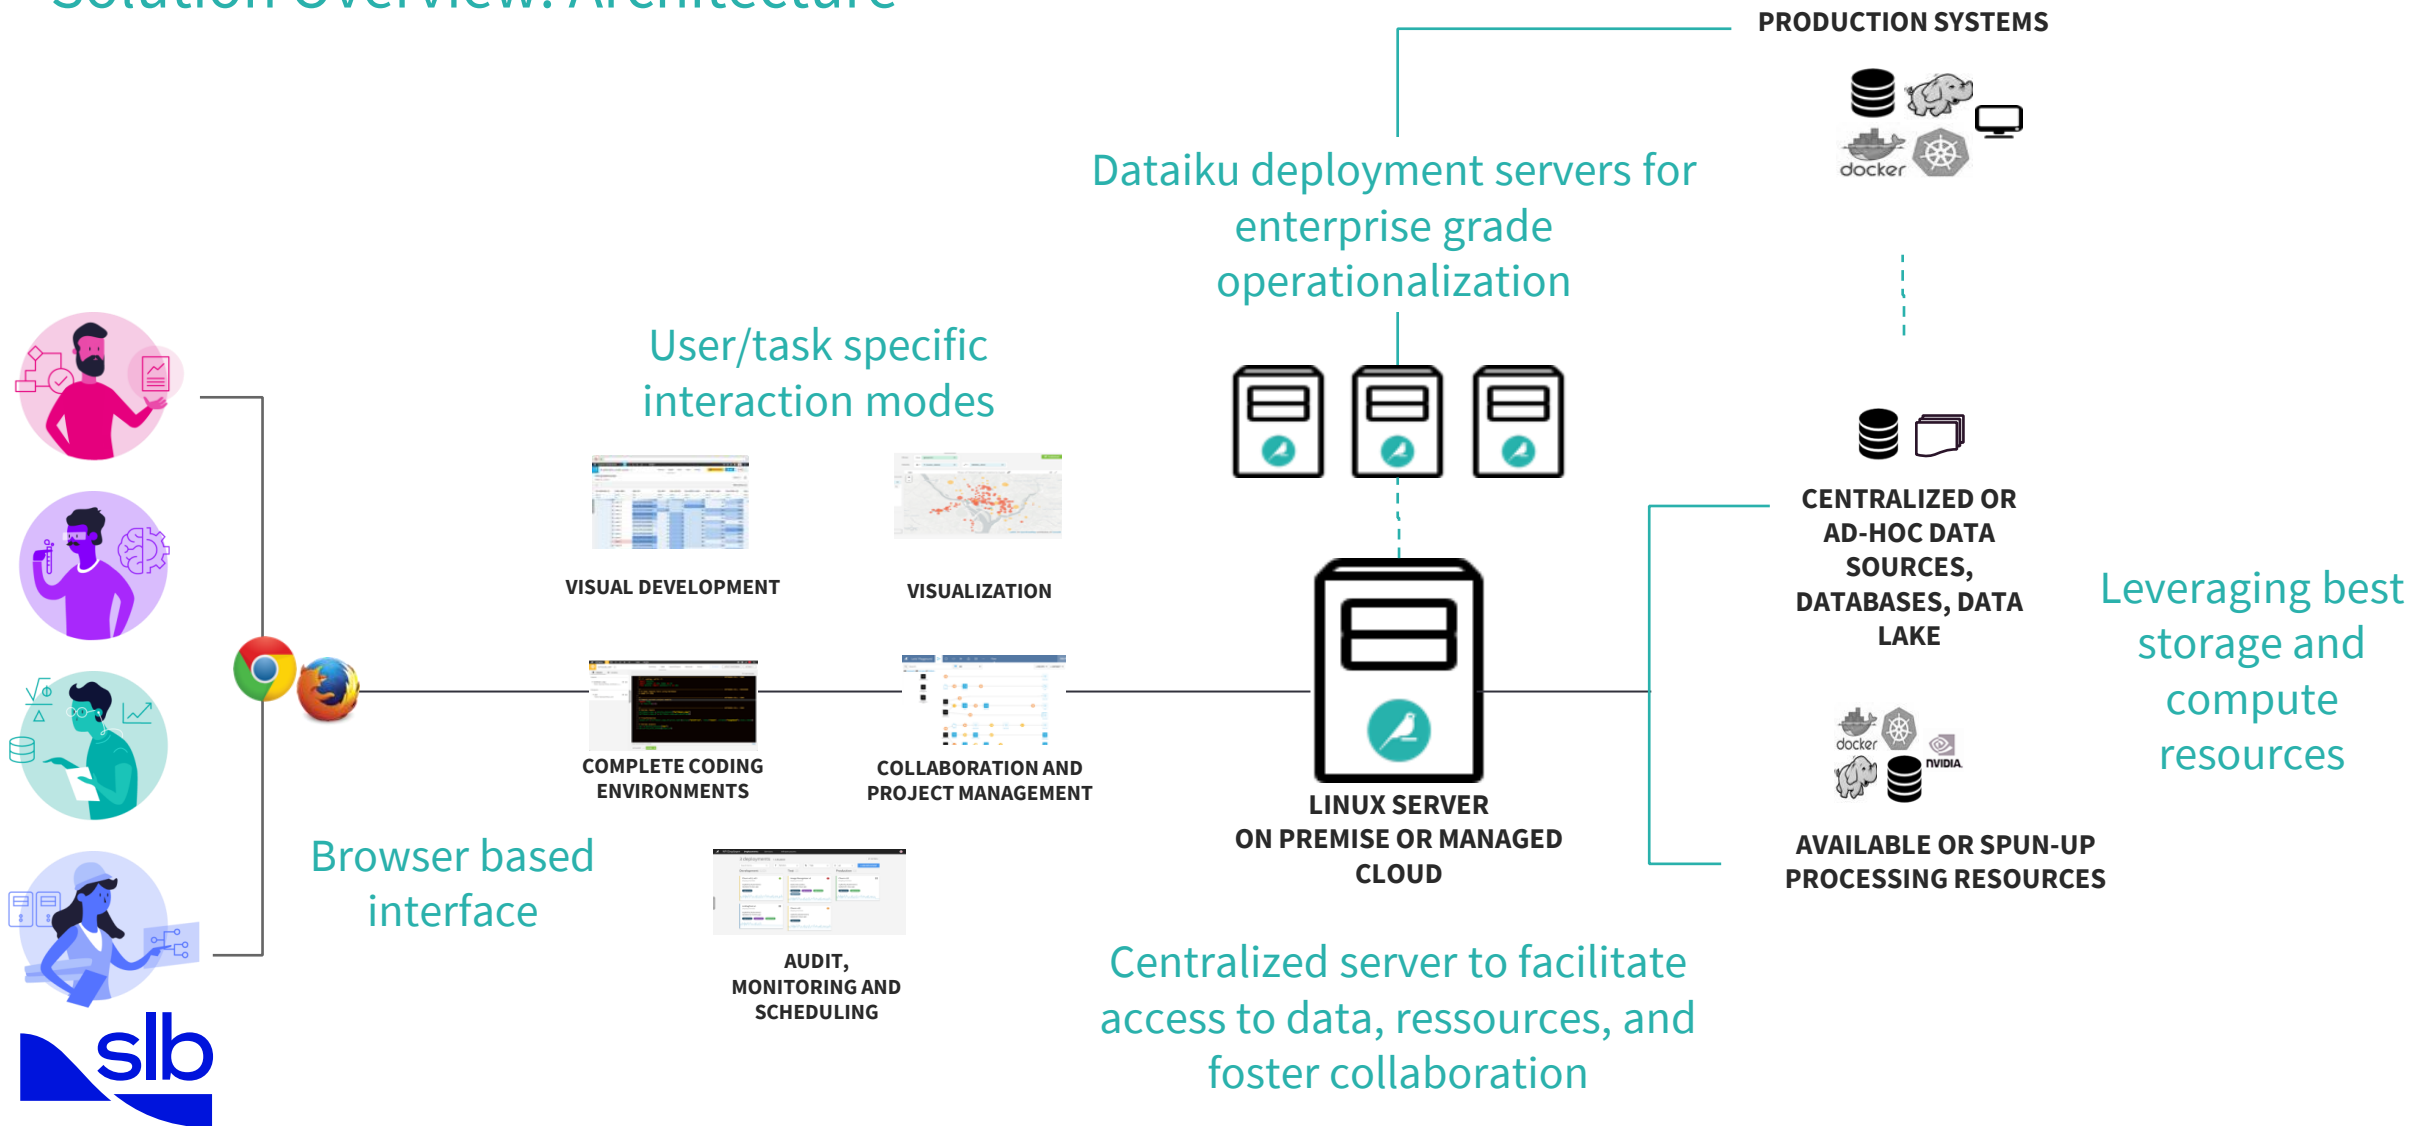 Solution Overview: Architecture
PRODUCTION SYSTEMS
docker
Dataiku deployment servers for
enterprise grade
operationalization
User/task specific
interaction modes
VISUAL DEVELOPMENT
VISUALIZATION
CENTRALIZED OR
AD-HOC DATA
SOURCES,
DATABASES, DATA
LAKE
Leveraging best
storage and
compute
resources
docker
NVIDIA.
COMPLETE CODING
ENVIRONMENTS
COLLABORATION AND
PROJECT MANAGEMENT
LINUX SERVER
ON PREMISE OR MANAGED
CLOUD
AVAILABLE OR SPUN-UP
PROCESSING RESOURCES
Browser based
interface
AUDIT,
MONITORING AND
SCHEDULING
Centralized server to facilitate
access to data, ressources, and
foster collaboration
slb